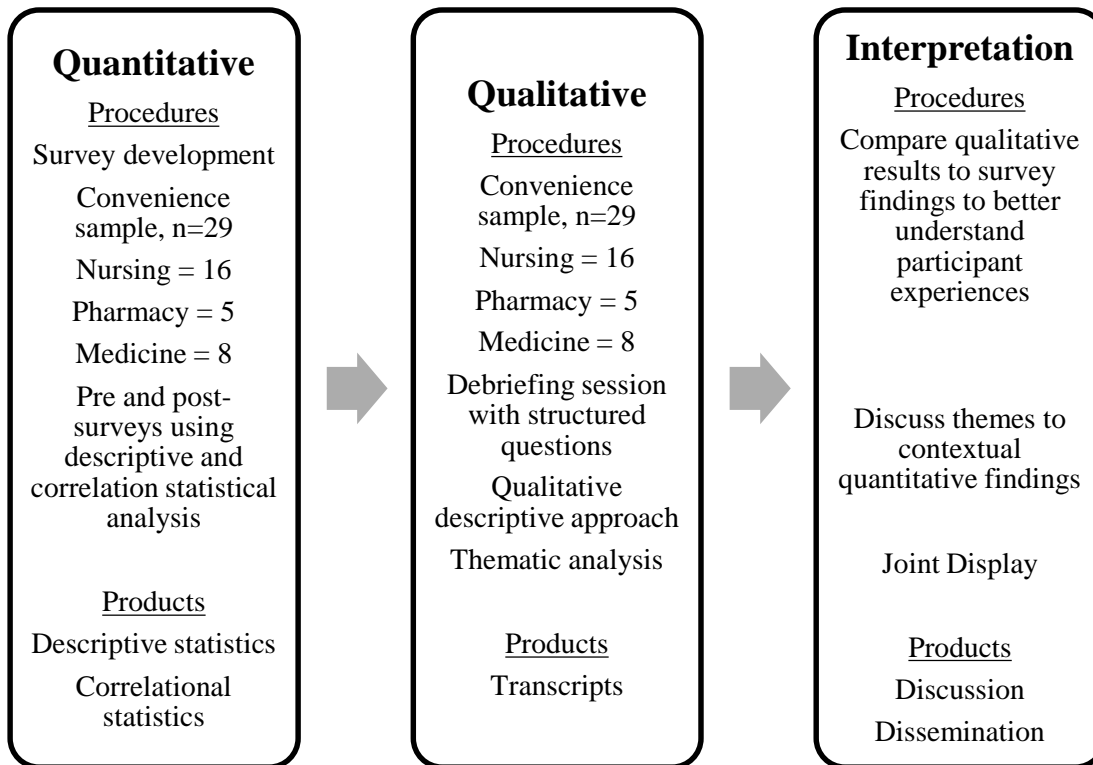 Quantitative
Procedures
Survey development
Convenience
sample, n=29
Nursing = 16
Pharmacy = 5
Medicine = 8
Pre and post-
surveys using
descriptive and
correlation statistical
analysis
Products
Descriptive statistics
Correlational
statistics
Qualitative
Procedures
Convenience
sample, n=29
Nursing = 16
Pharmacy = 5
Medicine = 8
Debriefing session
with structured
questions
Qualitative
descriptive approach
Thematic analysis
Products
Transcripts
Interpretation
Procedures
Compare qualitative
results to survey
findings to better
understand
participant
experiences
Discuss themes to
contextual
quantitative findings
Joint Display
Products
Discussion
Dissemination